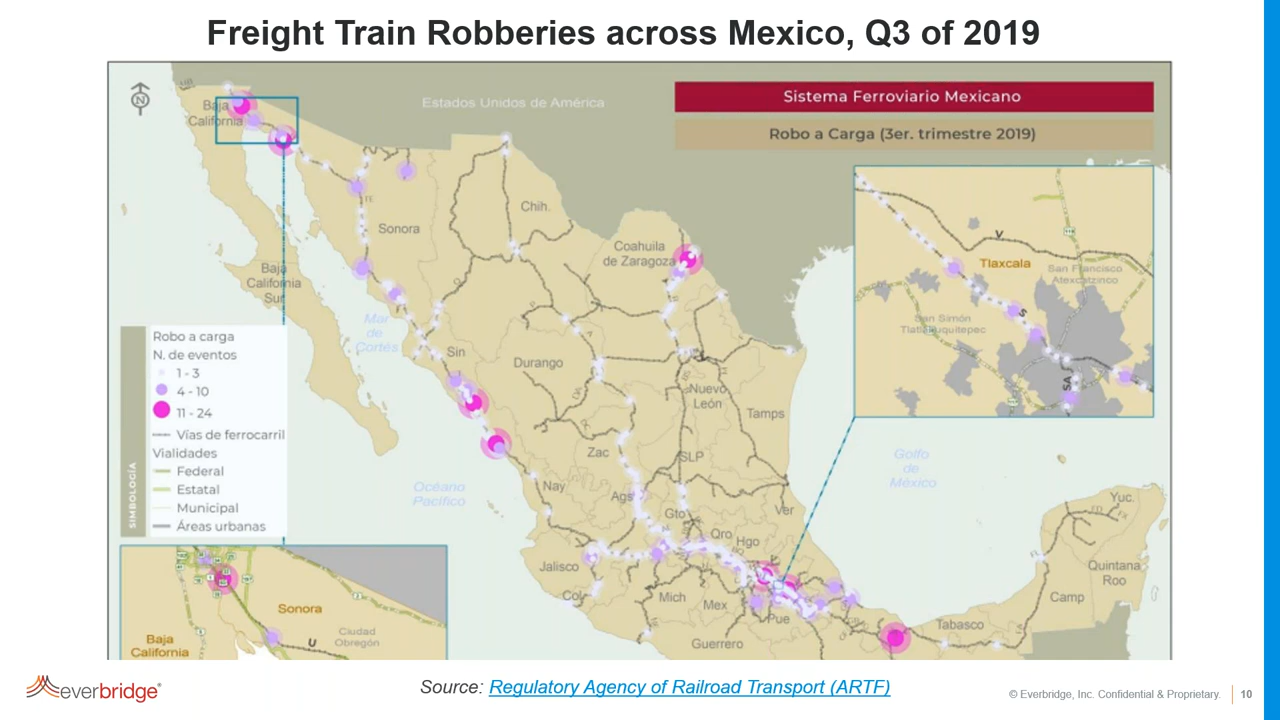 Freight Train Robberies across Mexico, Q3 of 2019
N
Estados Unidos de América
Sistema Ferroviario Mexicano
Robo a Carga (3er. trimestre 2019)
Baja
California
Sonora
Chih.
Coahuila
de Zaragoza
Baja
California
Sur
Mar
de
Cortés
Sin
Durango
Nuevo
León
Tamps
Zac
SLP
Nay
Ags
Gto
Ver
Qro
Hgo
Jalisco
Col
Mich
Mex
Pue
Guerrero
Tabasco
Camp
Yuc.
Quintana
Roo
Océano
Pacífico
Golfo
de
México
V
Tlaxcala
San Francisco
Atexcatzinco
San Simón
Tlatlauquitepec
S
SA
SIMBOLOGÍA
Robo a carga
N. de eventos
1 - 3
4 - 10
11 - 24
Vías de ferrocarril
Vialidades
Federal
Estatal
Municipal
Áreas urbanas
Sonora
Baja
California
U
Ciudad
Obregón
everbridge®
Source: Regulatory Agency of Railroad Transport (ARTF)
© Everbridge, Inc. Confidential & Proprietary.
10